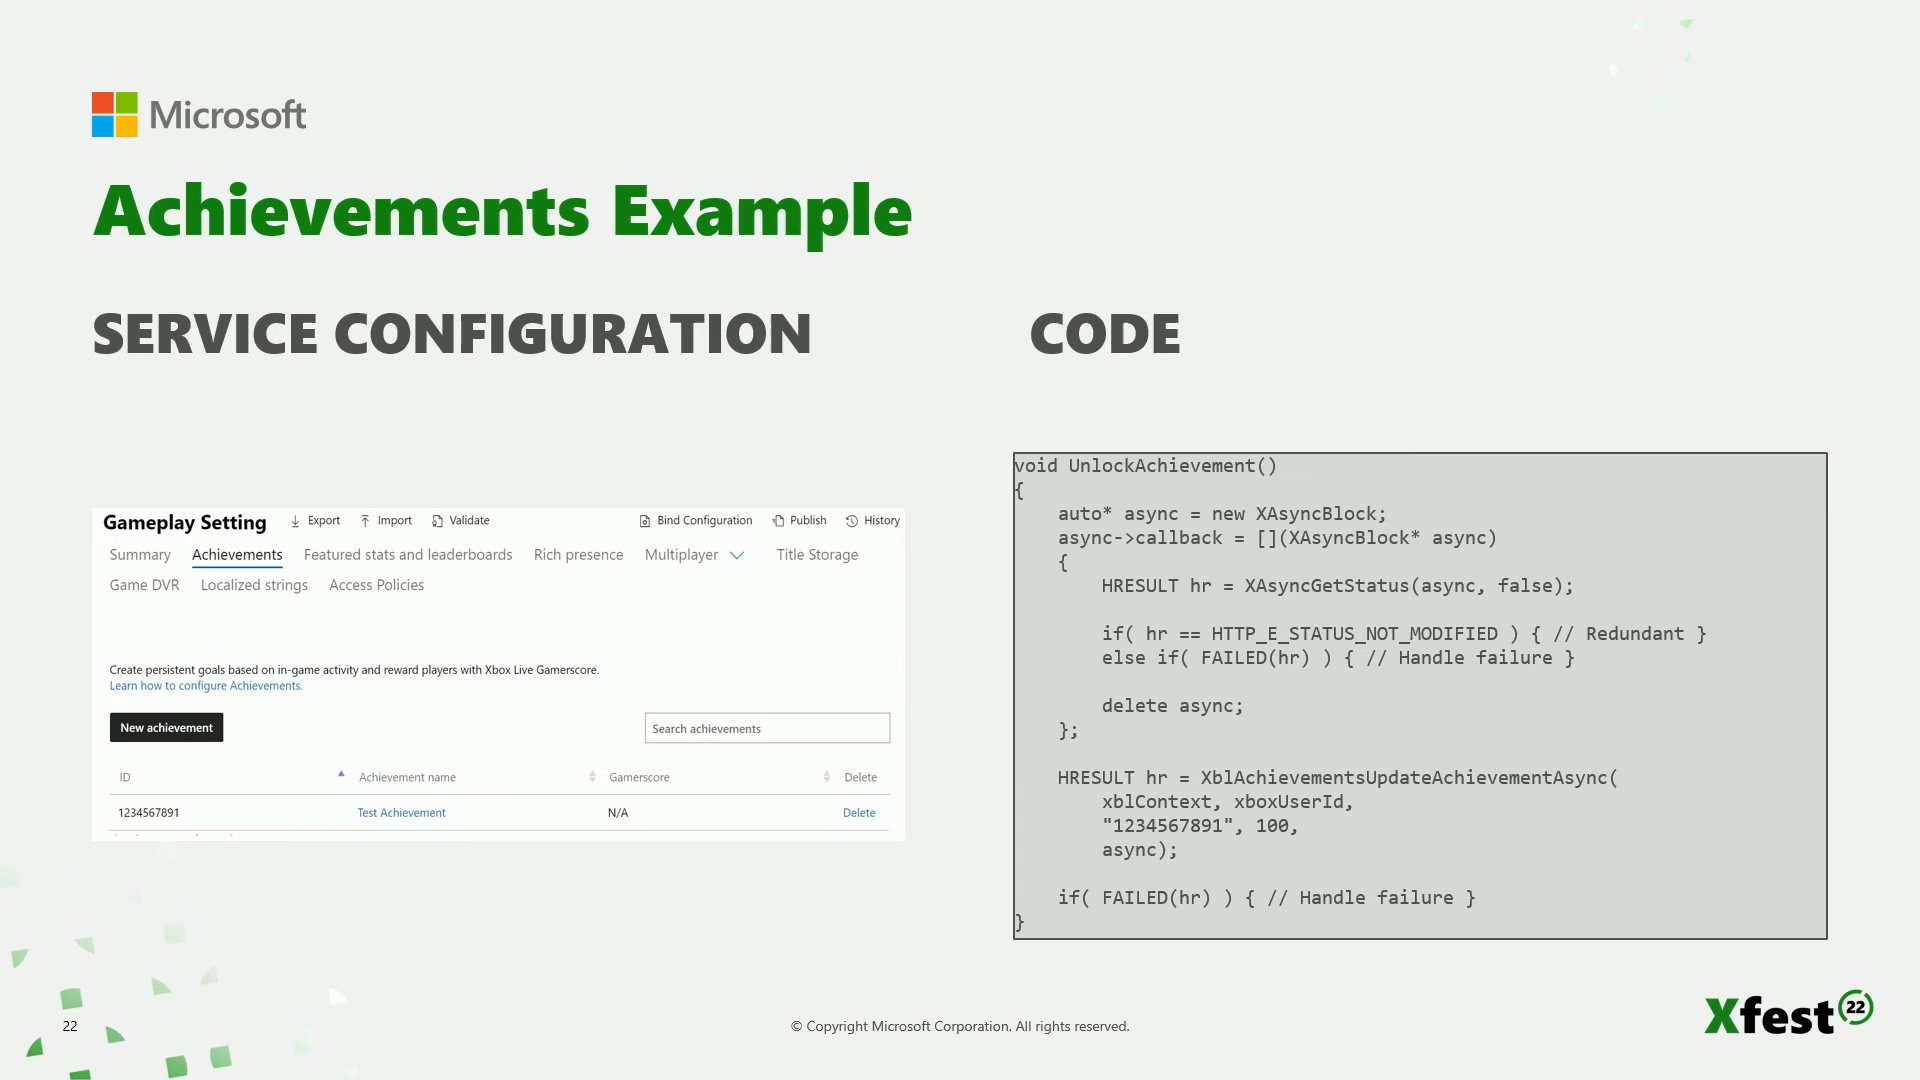 Microsoft
Achievements Example
SERVICE CONFIGURATION
Gameplay Setting Export Import Validate Bind Configuration Publish History
Summary Achievements Featured stats and leaderboards Rich presence Multiplayer Title Storage
Game DVR Localized strings Access Policies
Create persistent goals based on in-game activity and reward players with Xbox Live Gamerscore.
Learn how to configure Achievements.
New achievement Search achievements
ID Achievement name Gamerscore Delete
1234567891 Test Achievement N/A Delete
CODE
void UnlockAchievement()
{
    auto* async = new XAsyncBlock;
    async->callback = [](XAsyncBlock* async)
    {
        HRESULT hr = XAsyncGetStatus(async, false);
        if( hr == HTTP_E_STATUS_NOT_MODIFIED ) { // Redundant }
        else if( FAILED(hr) ) { // Handle failure }
        delete async;
    };
    HRESULT hr = XblAchievementsUpdateAchievementAsync(
        xblContext, xboxUserId,
        "1234567891", 100,
        async);
    if( FAILED(hr) ) { // Handle failure }
}
22
© Copyright Microsoft Corporation. All rights reserved.
Xfest 22